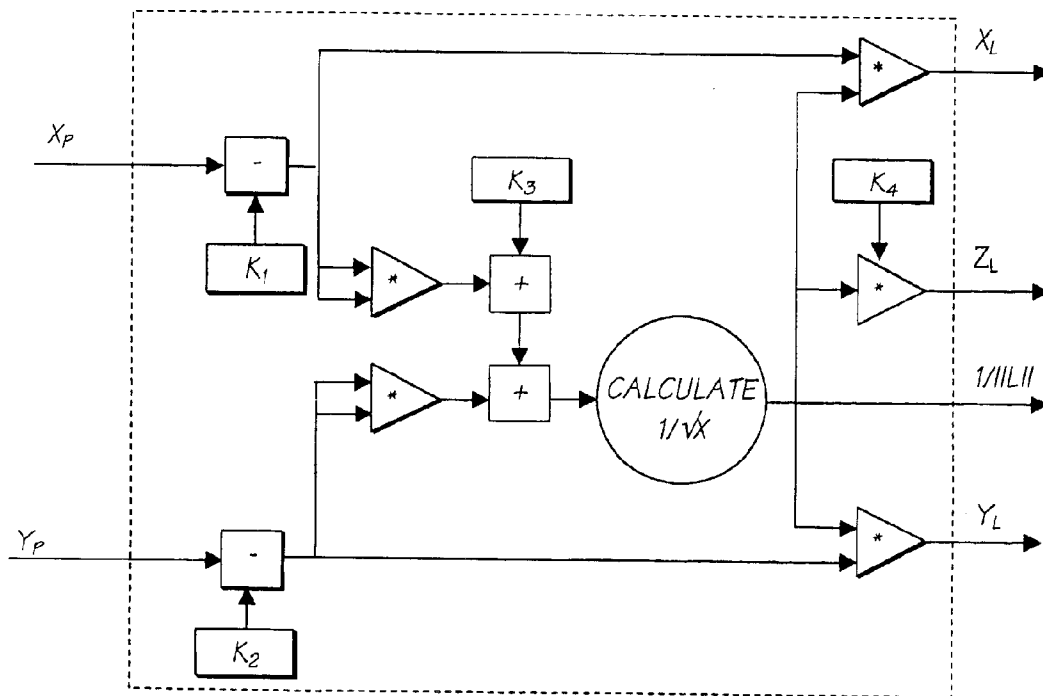 X_L
*
X_P
-
K_3
K_4
K_1
*
+
*
Z_L
*
+
CALCULATE
1/√X
1/||L||
Y_P
-
*
Y_L
K_2